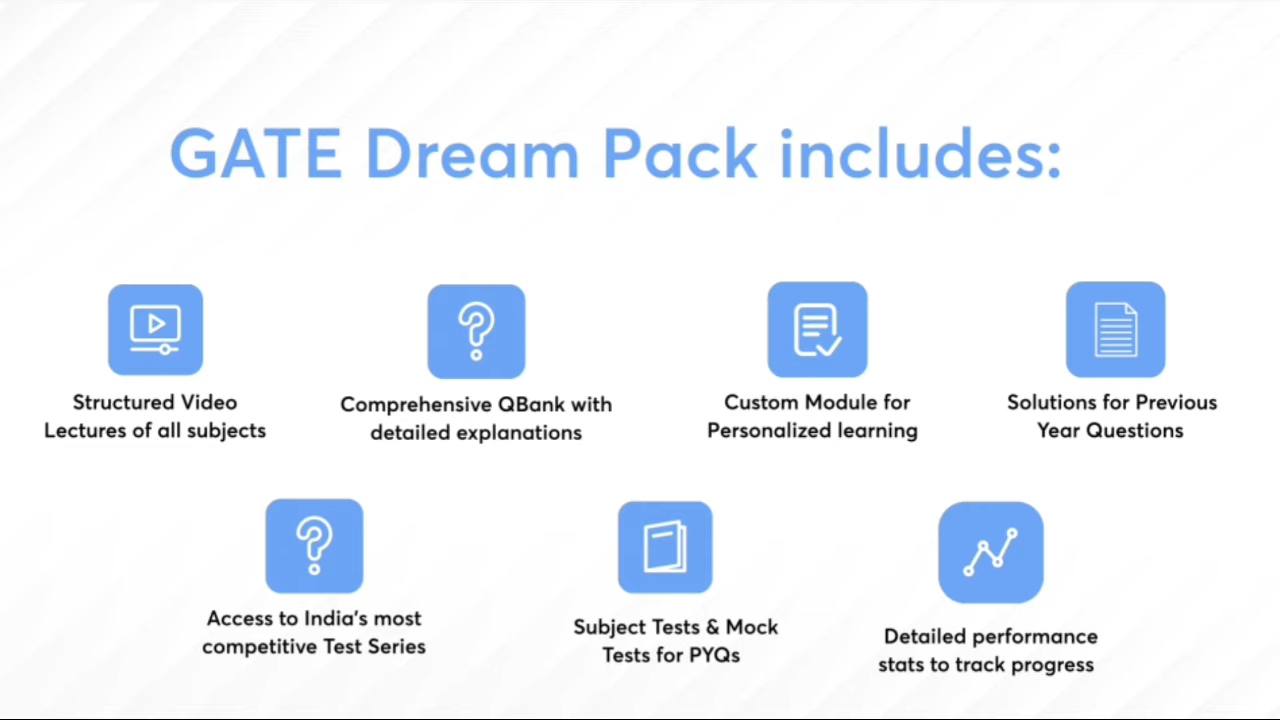 GATE Dream Pack includes:
Structured Video
Lectures of all subjects
Comprehensive QBank with
detailed explanations
Custom Module for
Personalized learning
Solutions for Previous
Year Questions
Access to India's most
competitive Test Series
Subject Tests & Mock
Tests for PYQs
Detailed performance
stats to track progress